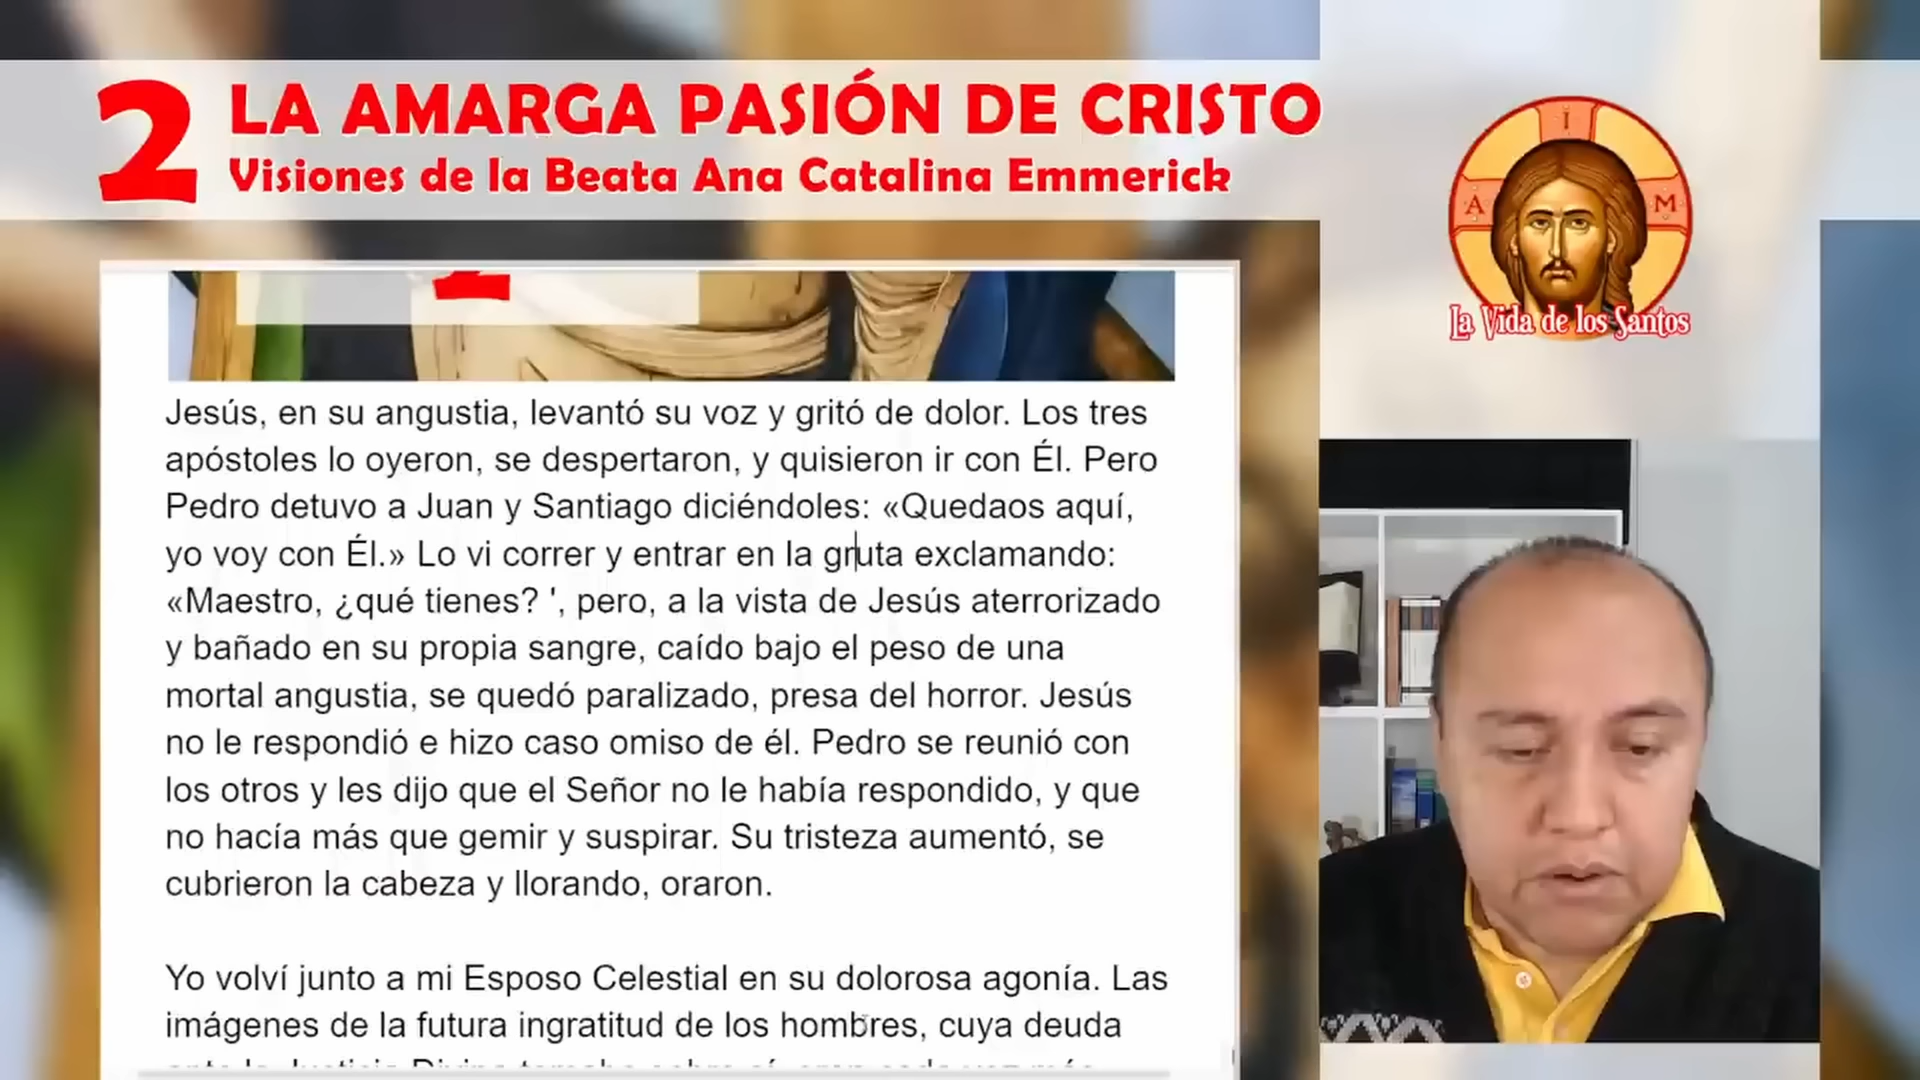 2
LA AMARGA PASIÓN DE CRISTO
Visiones de la Beata Ana Catalina Emmerick
I
A M
La Vida de los Santos
Jesús, en su angustia, levantó su voz y gritó de dolor. Los tres
apóstoles lo oyeron, se despertaron, y quisieron ir con Él. Pero
Pedro detuvo a Juan y Santiago diciéndoles: «Quedaos aquí,
yo voy con Él.» Lo vi correr y entrar en la gruta exclamando:
«Maestro, ¿qué tienes? ', pero, a la vista de Jesús aterrorizado
y bañado en su propia sangre, caído bajo el peso de una
mortal angustia, se quedó paralizado, presa del horror. Jesús
no le respondió e hizo caso omiso de él. Pedro se reunió con
los otros y les dijo que el Señor no le había respondido, y que
no hacía más que gemir y suspirar. Su tristeza aumentó, se
cubrieron la cabeza y llorando, oraron.
Yo volví junto a mi Esposo Celestial en su dolorosa agonía. Las
imágenes de la futura ingratitud de los hombres, cuya deuda